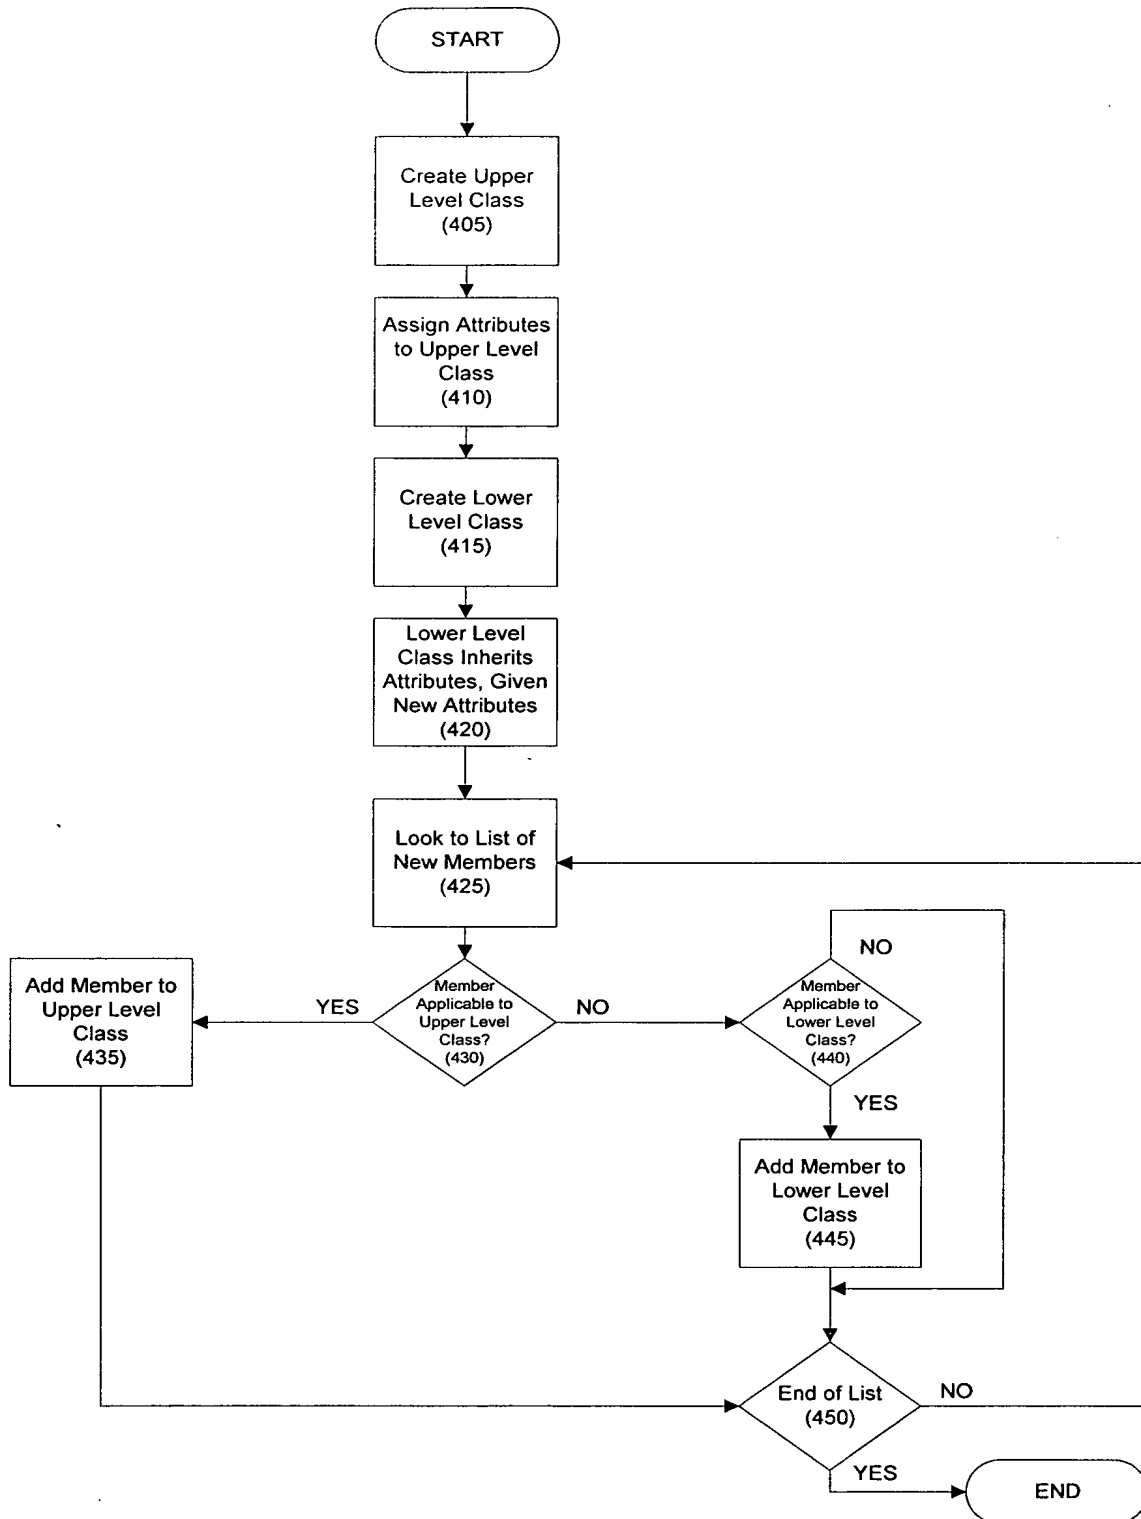 START
Create Upper
Level Class
(405)
Assign Attributes
to Upper Level
Class
(410)
Create Lower
Level Class
(415)
Lower Level
Class Inherits
Attributes, Given
New Attributes
(420)
Look to List of
New Members
(425)
Member
Applicable to
Upper Level
Class?
(430)
YES
NO
Add Member to
Upper Level
Class
(435)
Member
Applicable to
Lower Level
Class?
(440)
NO
YES
Add Member to
Lower Level
Class
(445)
End of List
(450)
NO
YES
END